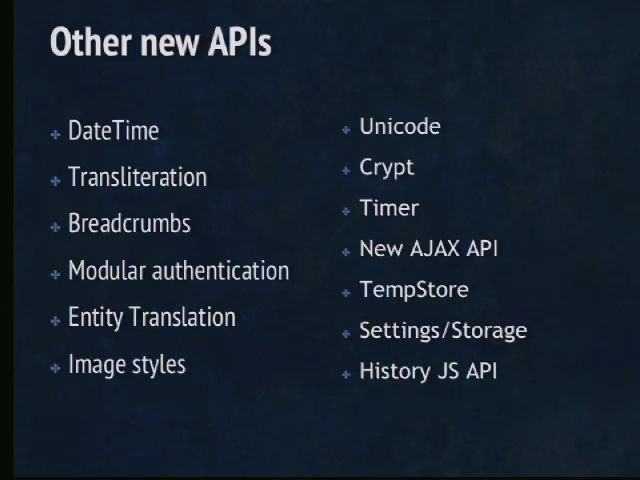 Other new APIs
DateTime
Transliteration
Breadcrumbs
Modular authentication
Entity Translation
Image styles
Unicode
Crypt
Timer
New AJAX API
TempStore
Settings/Storage
History JS API